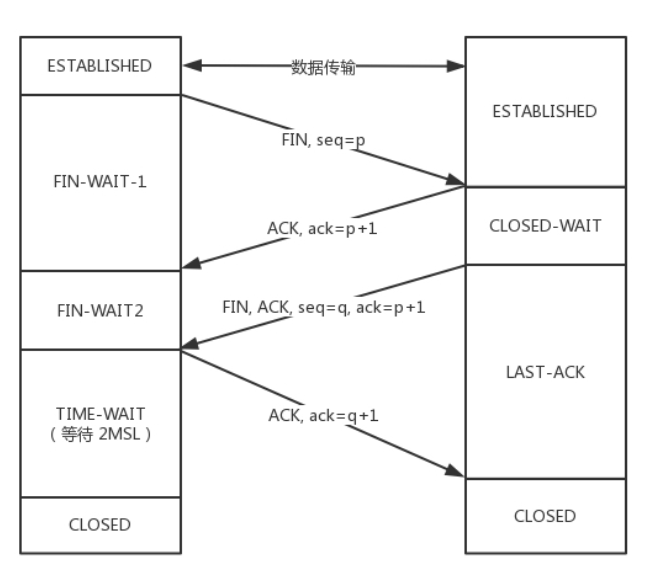 ESTABLISHED
数据传输
ESTABLISHED
FIN, seq=p
FIN-WAIT-1
ACK, ack=p+1
CLOSED-WAIT
FIN-WAIT2
FIN, ACK, seq=q, ack=p+1
LAST-ACK
TIME-WAIT
（等待 2MSL）
ACK, ack=q+1
CLOSED
CLOSED